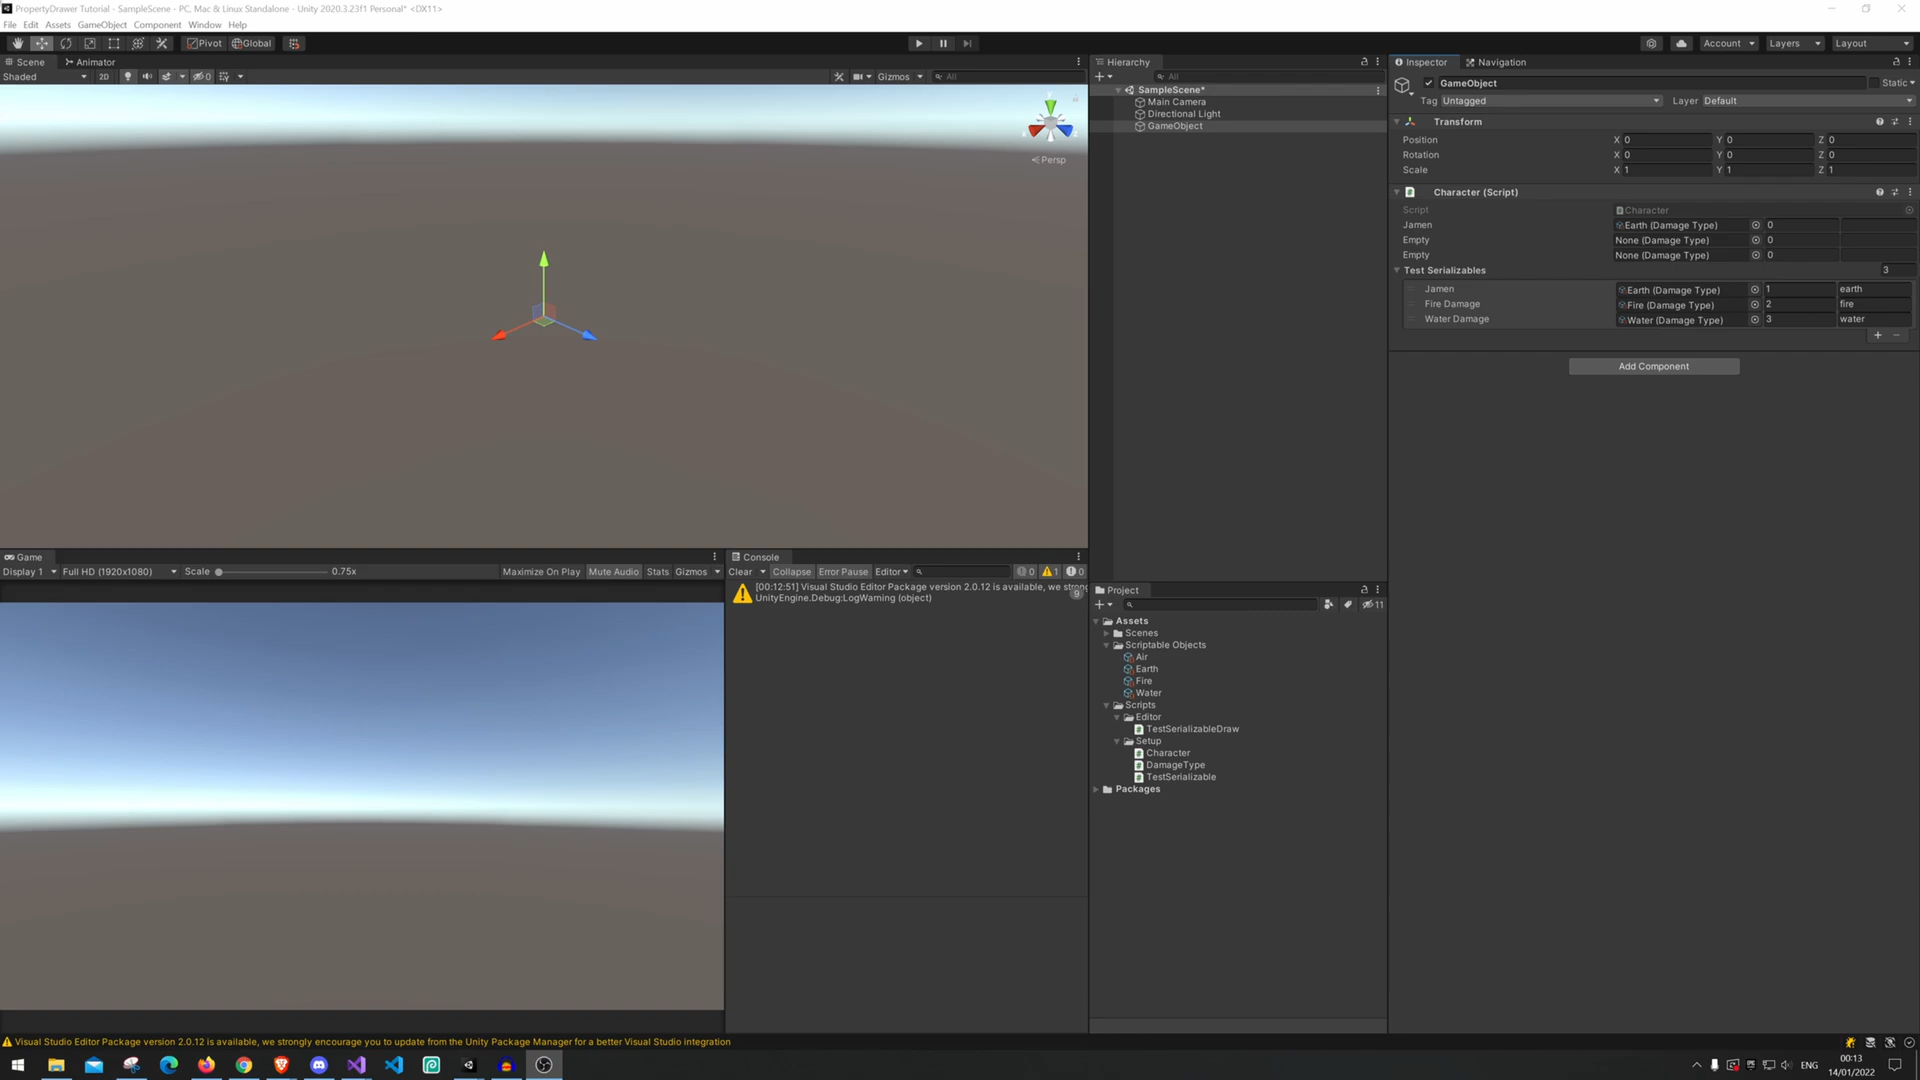 PropertyDrawer Tutorial - SampleScene - PC, Mac & Linux Standalone - Unity 2020.3.23f1 Personal* <DX11>
File Edit Assets GameObject Component Window Help
Pivot Global Account Layers Layout
Scene Animator
Shaded 2D 0 Gizmos All
Persp
Game
Display 1 Full HD (1920x1080) Scale 0.75x Maximize On Play Mute Audio Stats Gizmos
Console
Clear Collapse Error Pause Editor 0 1 0
[00:12:51] Visual Studio Editor Package version 2.0.12 is available, we stron
UnityEngine.Debug:LogWarning (object)
9
Hierarchy
All
SampleScene*
Main Camera
Directional Light
GameObject
Project
11
Assets
Scenes
Scriptable Objects
Air
Earth
Fire
Water
Scripts
Editor
TestSerializableDraw
Setup
Character
DamageType
TestSerializable
Packages
Inspector Navigation
GameObject Static
Tag Untagged Layer Default
Transform
Position X 0 Y 0 Z 0
Rotation X 0 Y 0 Z 0
Scale X 1 Y 1 Z 1
Character (Script)
Script Character
Jamen Earth (Damage Type) 0
Empty None (Damage Type) 0
Empty None (Damage Type) 0
Test Serializables 3
Jamen Earth (Damage Type) 1 earth
Fire Damage Fire (Damage Type) 2 fire
Water Damage Water (Damage Type) 3 water
Add Component
Visual Studio Editor Package version 2.0.12 is available, we strongly encourage you to update from the Unity Package Manager for a better Visual Studio integration
ENG
00:13
14/01/2022